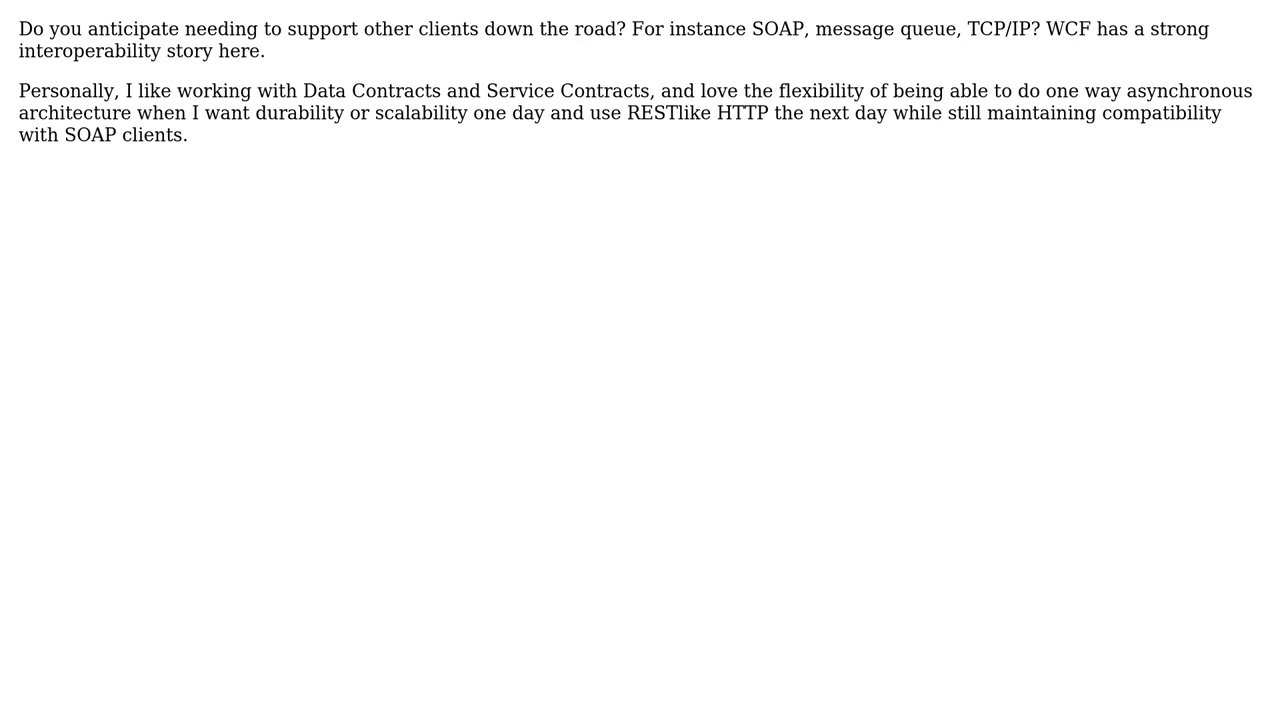 Do you anticipate needing to support other clients down the road? For instance SOAP, message queue, TCP/IP? WCF has a strong
interoperability story here.
Personally, I like working with Data Contracts and Service Contracts, and love the flexibility of being able to do one way asynchronous
architecture when I want durability or scalability one day and use RESTlike HTTP the next day while still maintaining compatibility
with SOAP clients.